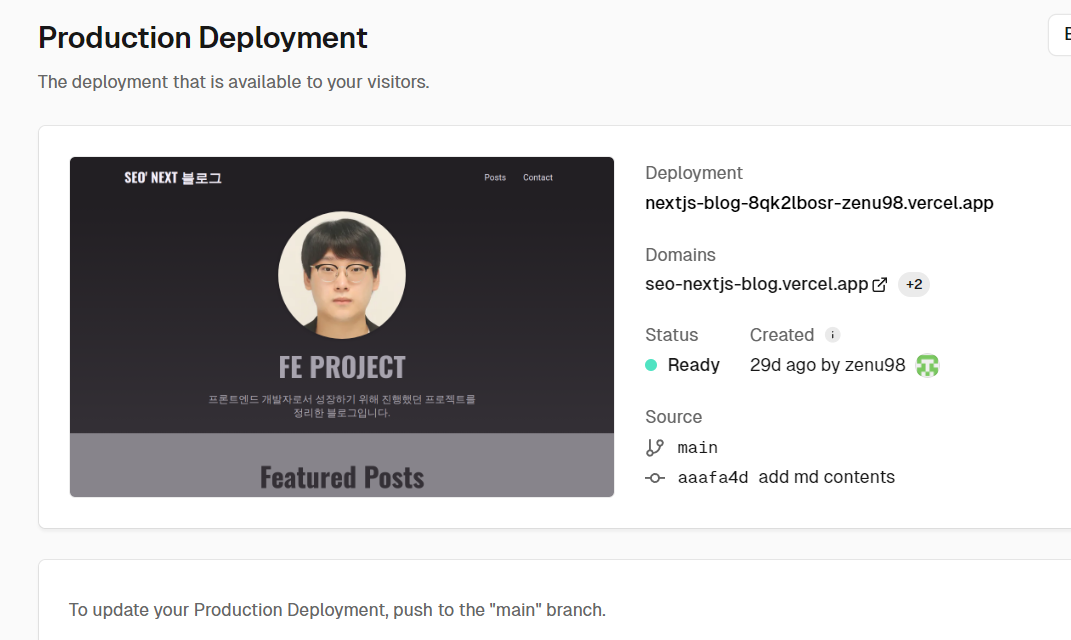 Production Deployment
The deployment that is available to your visitors.
SEO' NEXT 블로그
Posts
Contact
FE PROJECT
프론트엔드 개발자로서 성장하기 위해 진행했던 프로젝트를
정리한 블로그입니다.
Featured Posts
Deployment
nextjs-blog-8qk2lbosr-zenu98.vercel.app
Domains
seo-nextjs-blog.vercel.app +2
Status
Ready
Created
29d ago by zenu98
Source
main
aaafa4d add md contents
To update your Production Deployment, push to the "main" branch.